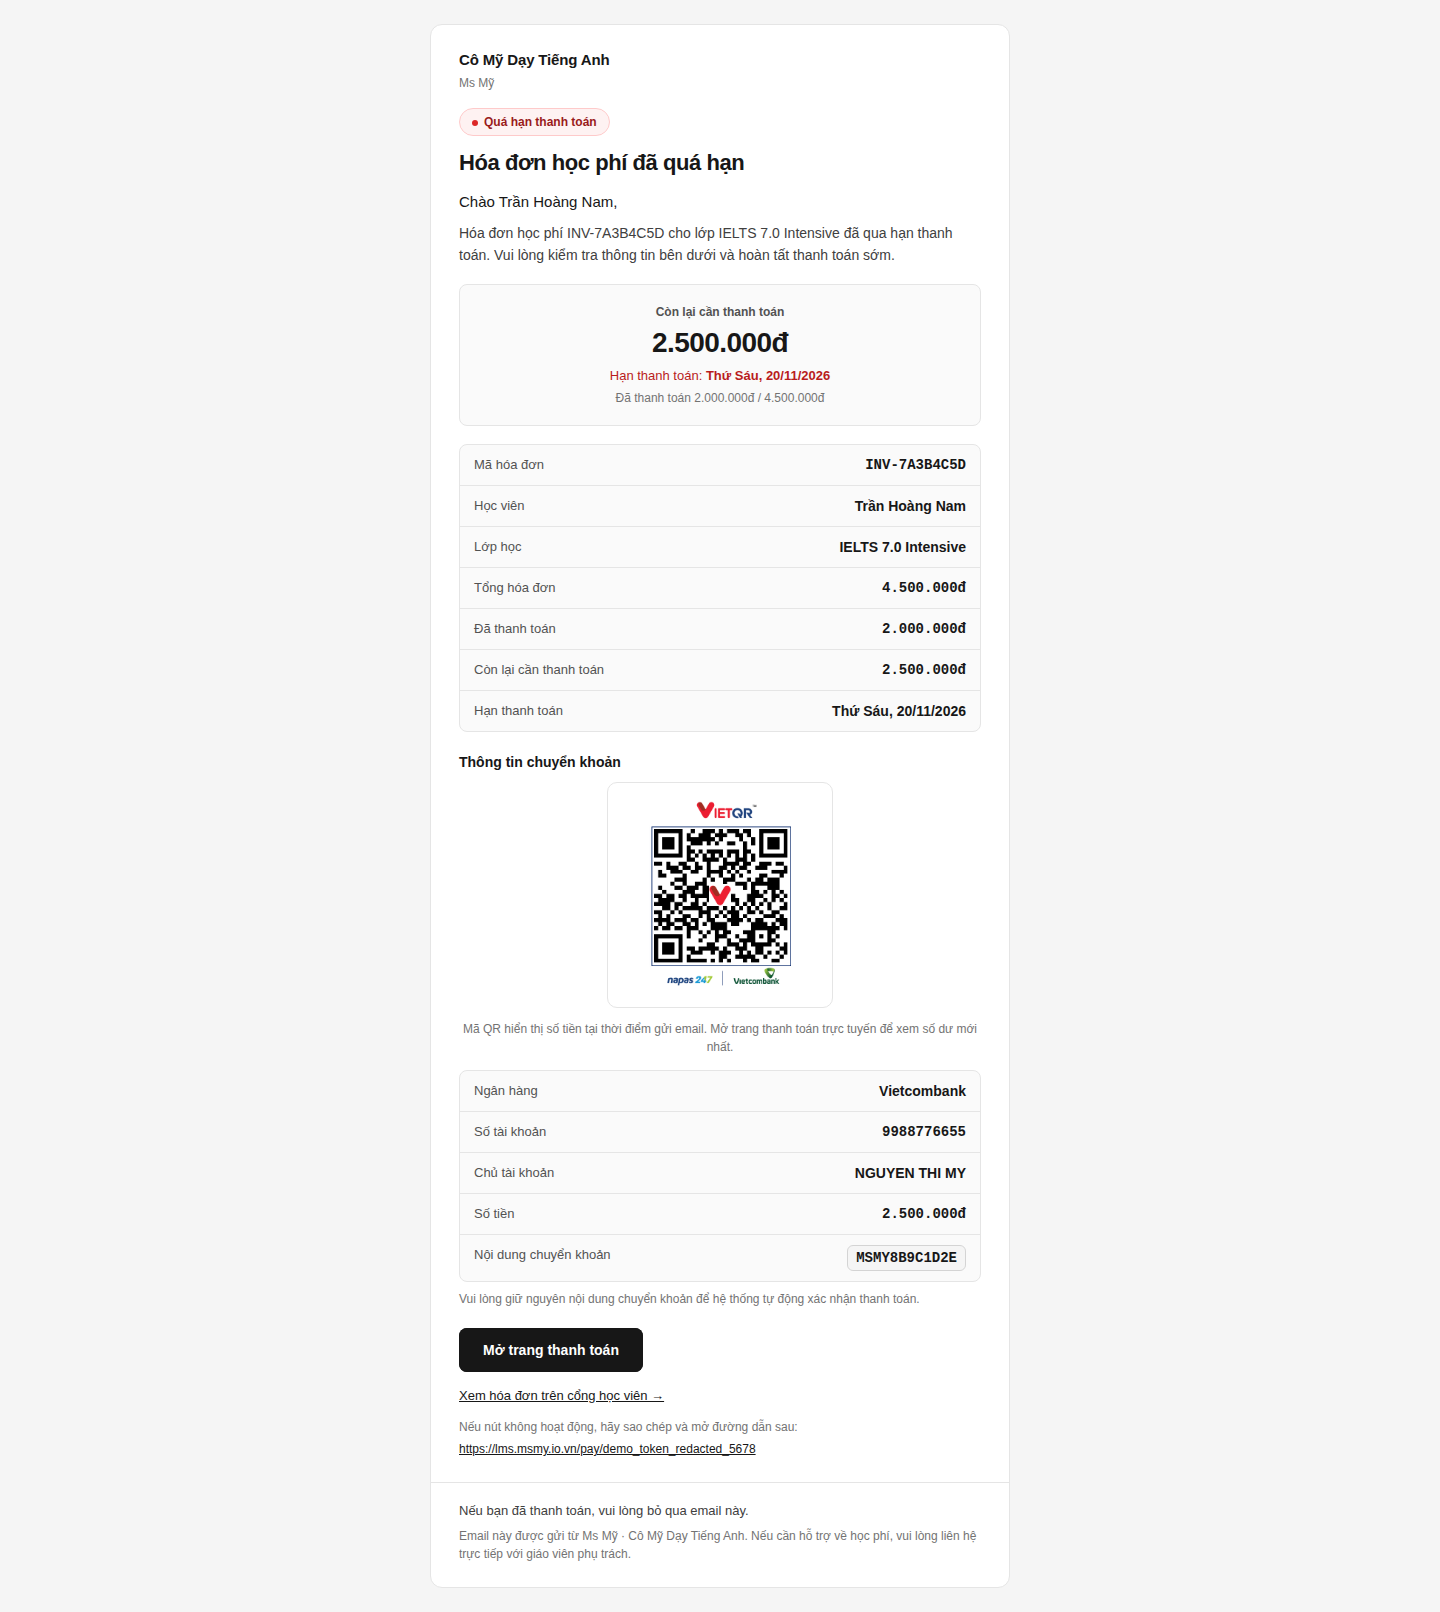 Cô Mỹ Dạy Tiếng Anh
Ms Mỹ
Quá hạn thanh toán
Hóa đơn học phí đã quá hạn
Chào Trần Hoàng Nam,
Hóa đơn học phí INV-7A3B4C5D cho lớp IELTS 7.0 Intensive đã qua hạn thanh
toán. Vui lòng kiểm tra thông tin bên dưới và hoàn tất thanh toán sớm.
Còn lại cần thanh toán
2.500.000đ
Hạn thanh toán: Thứ Sáu, 20/11/2026
Đã thanh toán 2.000.000đ / 4.500.000đ
Mã hóa đơn INV-7A3B4C5D
Học viên Trần Hoàng Nam
Lớp học IELTS 7.0 Intensive
Tổng hóa đơn 4.500.000đ
Đã thanh toán 2.000.000đ
Còn lại cần thanh toán 2.500.000đ
Hạn thanh toán Thứ Sáu, 20/11/2026
Thông tin chuyển khoản
VIETQR™
napas 247 Vietcombank
Mã QR hiển thị số tiền tại thời điểm gửi email. Mở trang thanh toán trực tuyến để xem số dư mới
nhất.
Ngân hàng Vietcombank
Số tài khoản 9988776655
Chủ tài khoản NGUYEN THI MY
Số tiền 2.500.000đ
Nội dung chuyển khoản MSMY8B9C1D2E
Vui lòng giữ nguyên nội dung chuyển khoản để hệ thống tự động xác nhận thanh toán.
Mở trang thanh toán
Xem hóa đơn trên cổng học viên →
Nếu nút không hoạt động, hãy sao chép và mở đường dẫn sau:
https://lms.msmy.io.vn/pay/demo_token_redacted_5678
Nếu bạn đã thanh toán, vui lòng bỏ qua email này.
Email này được gửi từ Ms Mỹ · Cô Mỹ Dạy Tiếng Anh. Nếu cần hỗ trợ về học phí, vui lòng liên hệ
trực tiếp với giáo viên phụ trách.